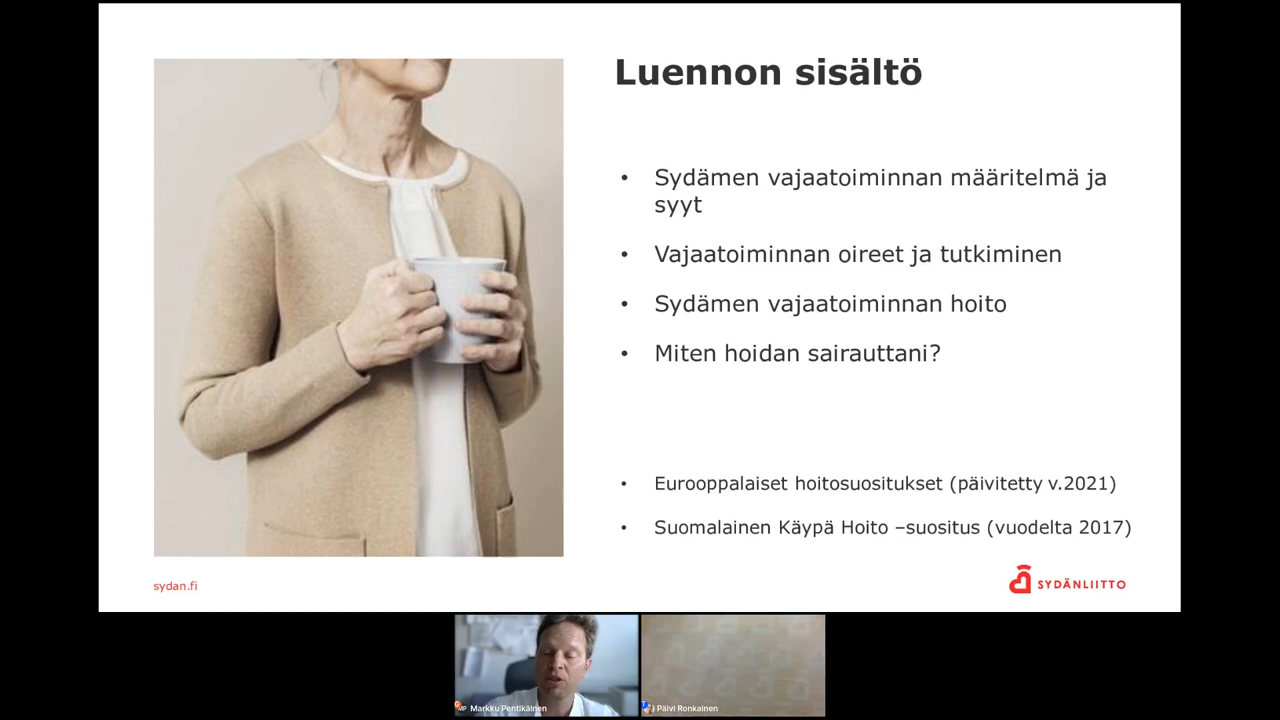 Luennon sisältö
• Sydämen vajaatoiminnan määritelmä ja
syyt
• Vajaatoiminnan oireet ja tutkiminen
• Sydämen vajaatoiminnan hoito
• Miten hoidan sairauttani?
• Eurooppalaiset hoitosuositukset (päivitetty v.2021)
• Suomalainen Käypä Hoito –suositus (vuodelta 2017)
sydan.fi
SYDÄNLIITTO
MP Markku Pentikäinen
Päivi Ronkainen